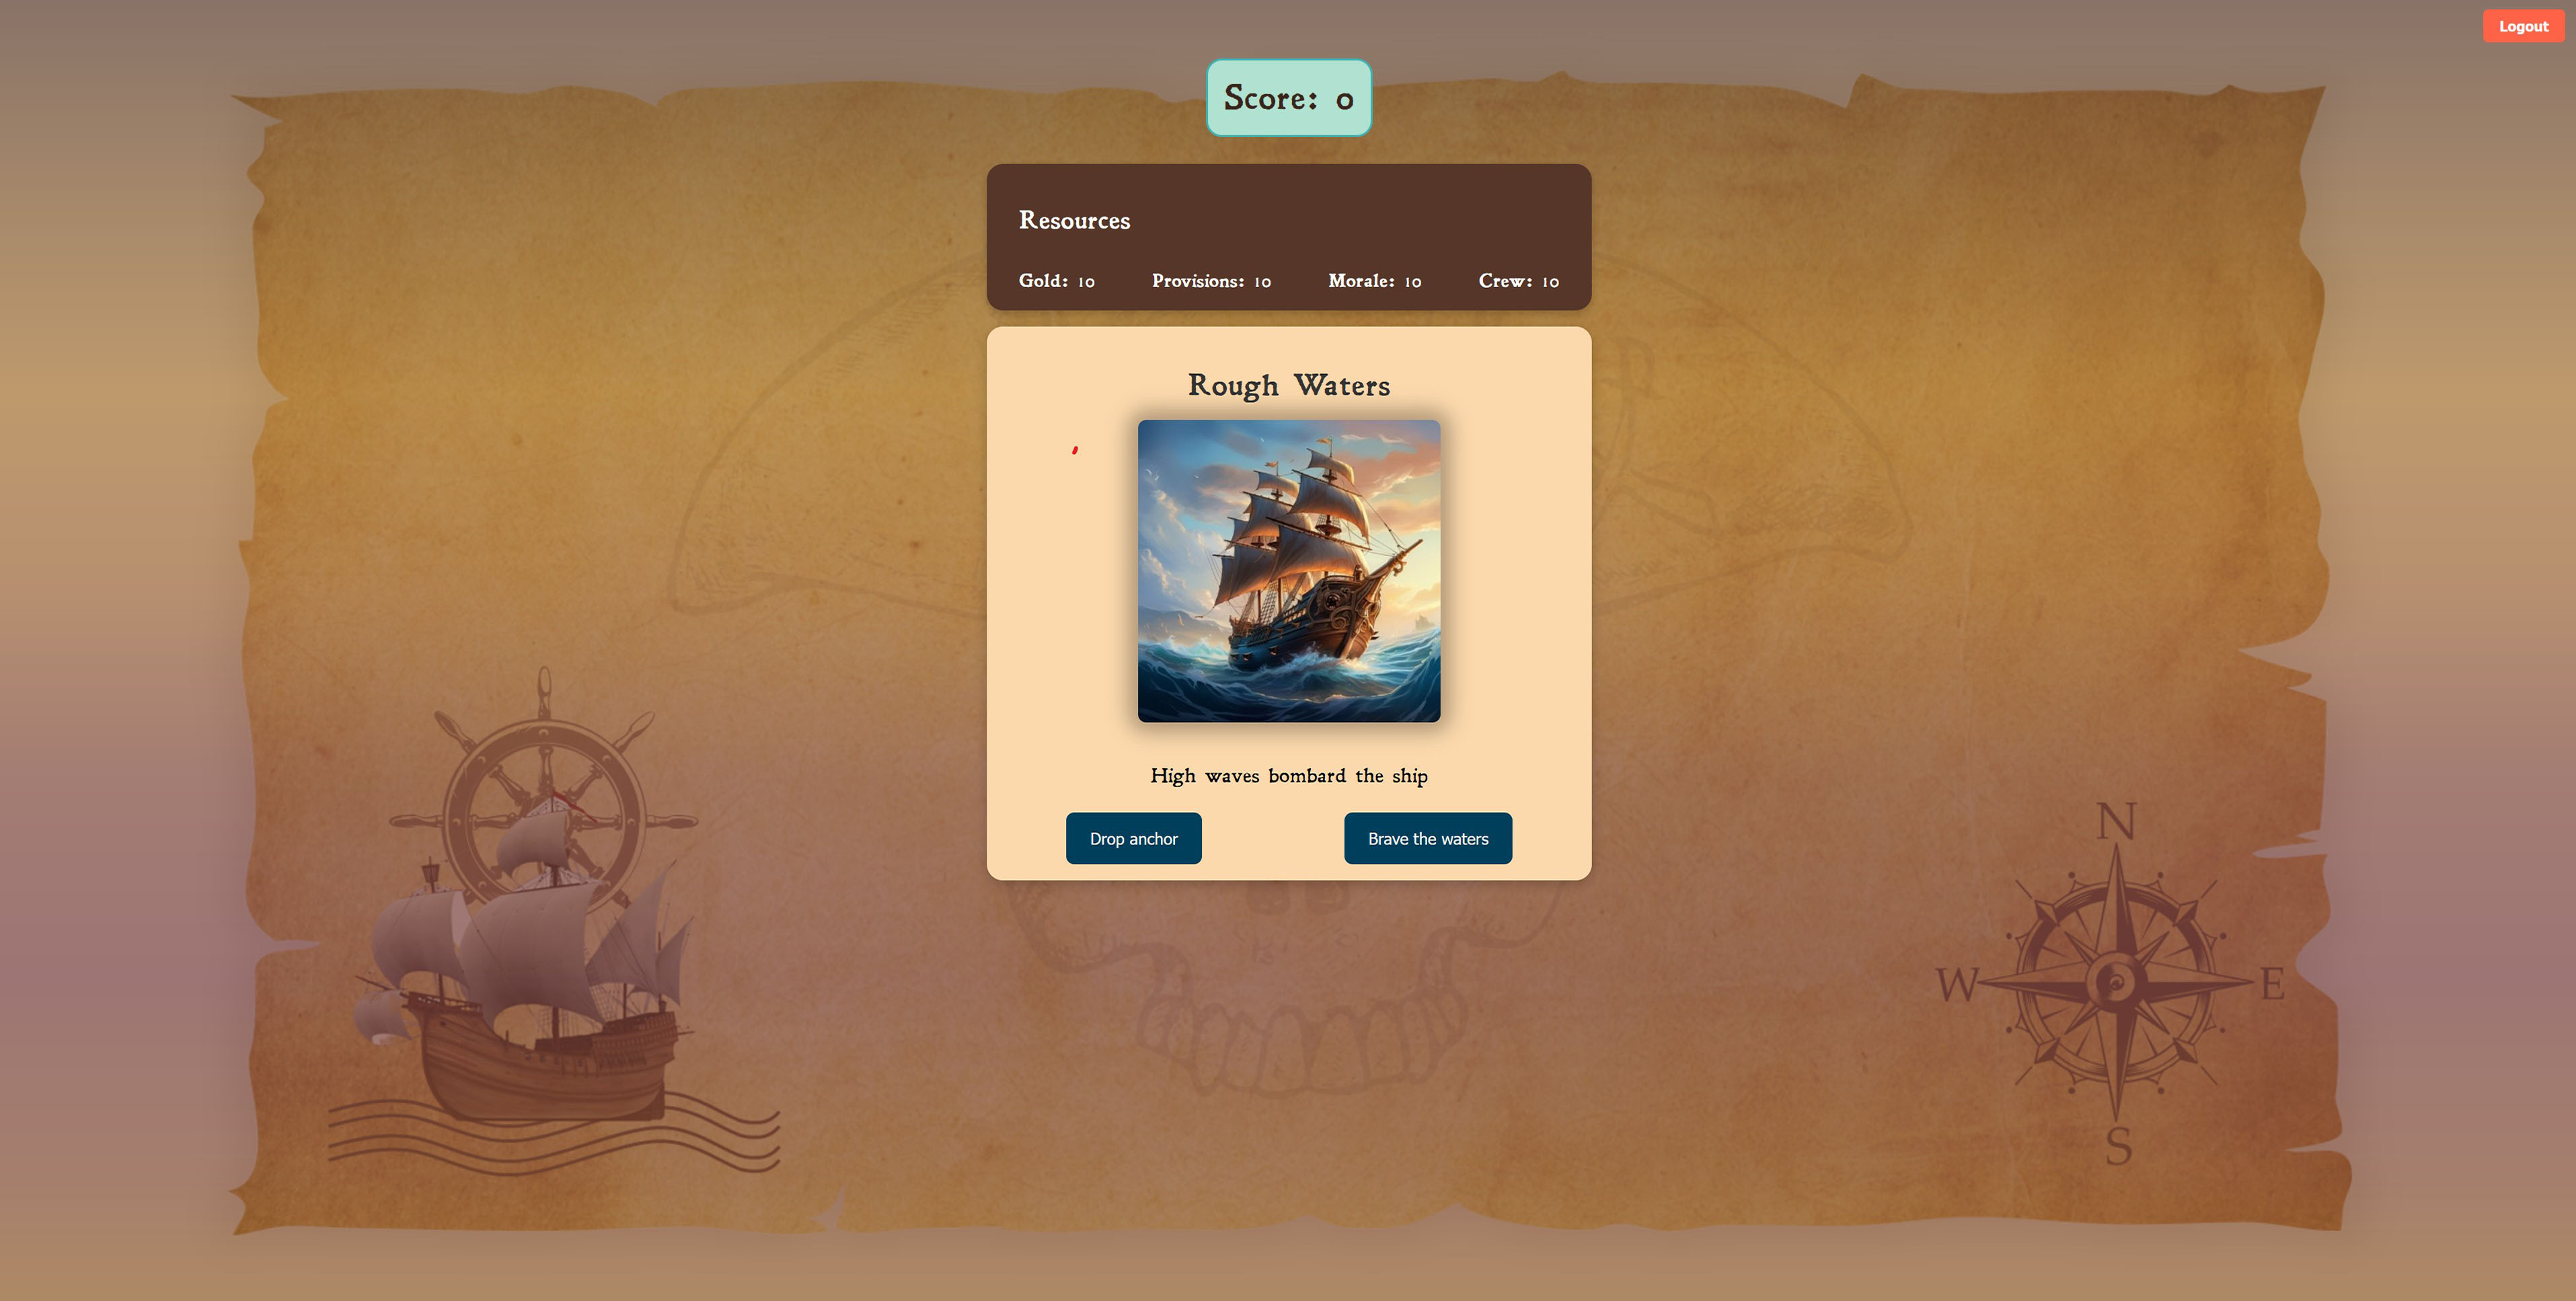 Logout
Score: 0
Resources
Gold: 10 Provisions: 10 Morale: 10 Crew: 10
Rough Waters
High waves bombard the ship
Drop anchor Brave the waters
N
W E
S